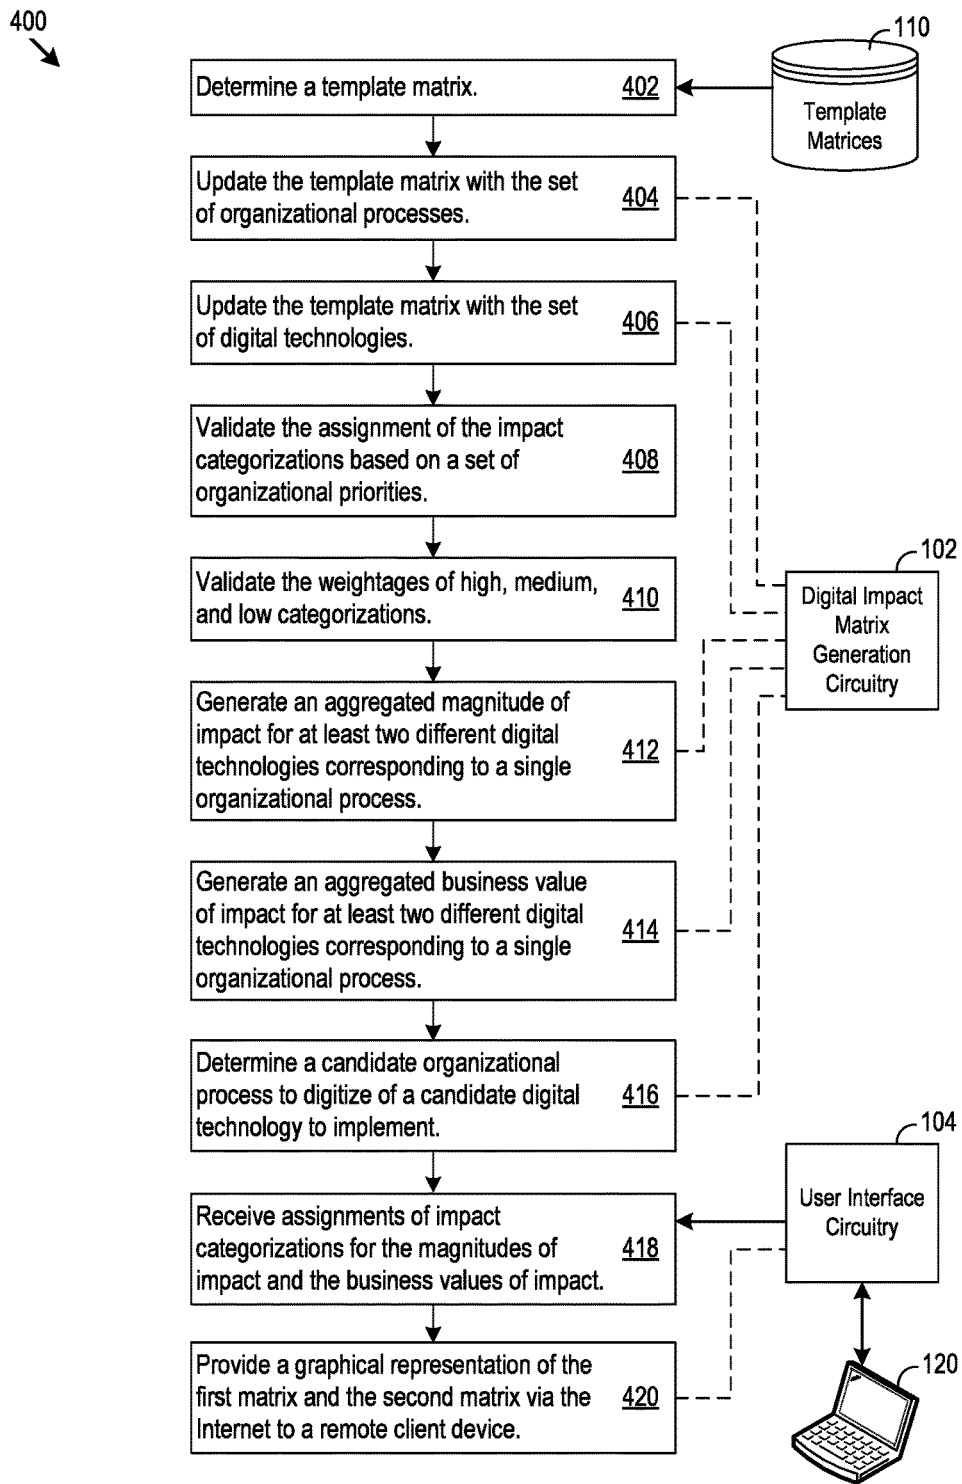 400
110
Determine a template matrix. 402
Template
Matrices
Update the template matrix with the set
of organizational processes.
404
Update the template matrix with the set
of digital technologies.
406
Validate the assignment of the impact
categorizations based on a set of
organizational priorities.
408
102
Validate the weightages of high, medium,
and low categorizations.
410
Digital Impact
Matrix
Generation
Circuitry
Generate an aggregated magnitude of
impact for at least two different digital
technologies corresponding to a single
organizational process.
412
Generate an aggregated business value
of impact for at least two different digital
technologies corresponding to a single
organizational process.
414
Determine a candidate organizational
process to digitize of a candidate digital
technology to implement.
416
104
User Interface
Circuitry
Receive assignments of impact
categorizations for the magnitudes of
impact and the business values of impact.
418
Provide a graphical representation of the
first matrix and the second matrix via the
Internet to a remote client device.
420
120